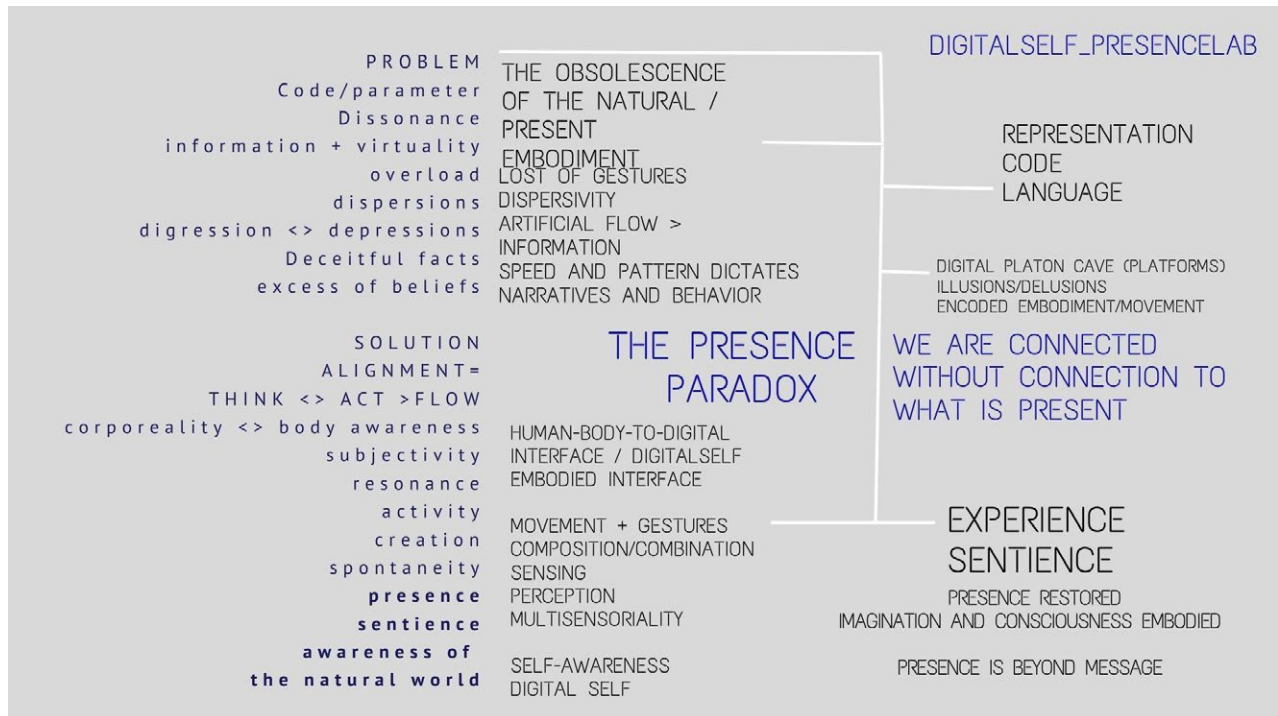 DIGITALSELF_PRESENCELAB
PROBLEM
Code/parameter
Dissonance
information + virtuality
overload
dispersions
digression <> depressions
Deceitful facts
excess of beliefs
THE OBSOLESCENCE
OF THE NATURAL /
PRESENT
EMBODIMENT
LOST OF GESTURES
DISPERSIVITY
ARTIFICIAL FLOW >
INFORMATION
SPEED AND PATTERN DICTATES
NARRATIVES AND BEHAVIOR
REPRESENTATION
CODE
LANGUAGE
DIGITAL PLATON CAVE (PLATFORMS)
ILLUSIONS/DELUSIONS
ENCODED EMBODIMENT/MOVEMENT
THE PRESENCE
PARADOX
WE ARE CONNECTED
WITHOUT CONNECTION TO
WHAT IS PRESENT
SOLUTION
ALIGNMENT=
THINK <> ACT >FLOW
corporeality <> body awareness
subjectivity
resonance
activity
creation
spontaneity
presence
sentience
awareness of
the natural world
HUMAN-BODY-TO-DIGITAL
INTERFACE / DIGITALSELF
EMBODIED INTERFACE
MOVEMENT + GESTURES
COMPOSITION/COMBINATION
SENSING
PERCEPTION
MULTISENSORIALITY
SELF-AWARENESS
DIGITAL SELF
EXPERIENCE
SENTIENCE
PRESENCE RESTORED
IMAGINATION AND CONSCIOUSNESS EMBODIED
PRESENCE IS BEYOND MESSAGE